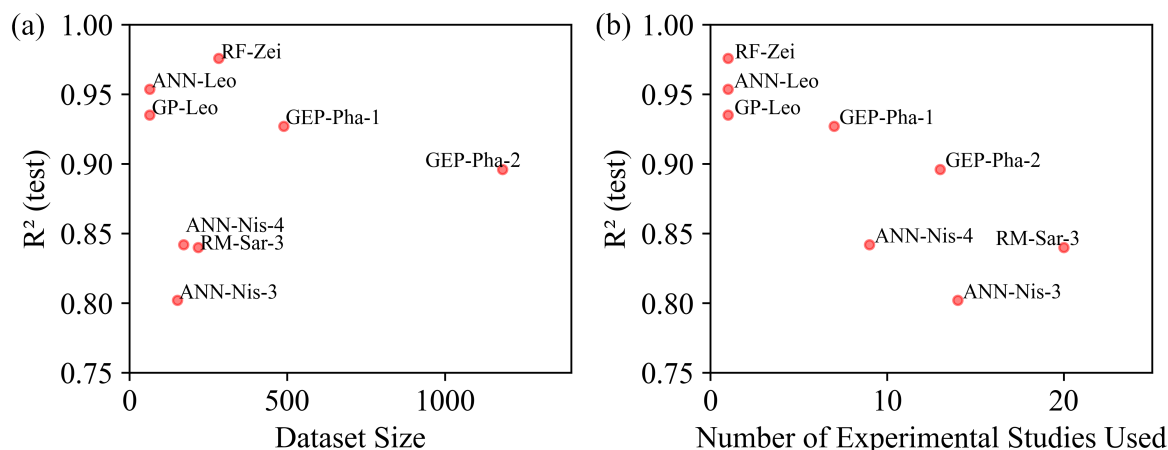 (a)
1.00
0.95
0.90
0.85
0.80
0.75
R² (test)
RF-Zei
ANN-Leo
GP-Leo
GEP-Pha-1
GEP-Pha-2
ANN-Nis-4
RM-Sar-3
ANN-Nis-3
0
500
1000
Dataset Size
(b)
1.00
0.95
0.90
0.85
0.80
0.75
R² (test)
RF-Zei
ANN-Leo
GP-Leo
GEP-Pha-1
GEP-Pha-2
ANN-Nis-4
RM-Sar-3
ANN-Nis-3
0
10
20
Number of Experimental Studies Used